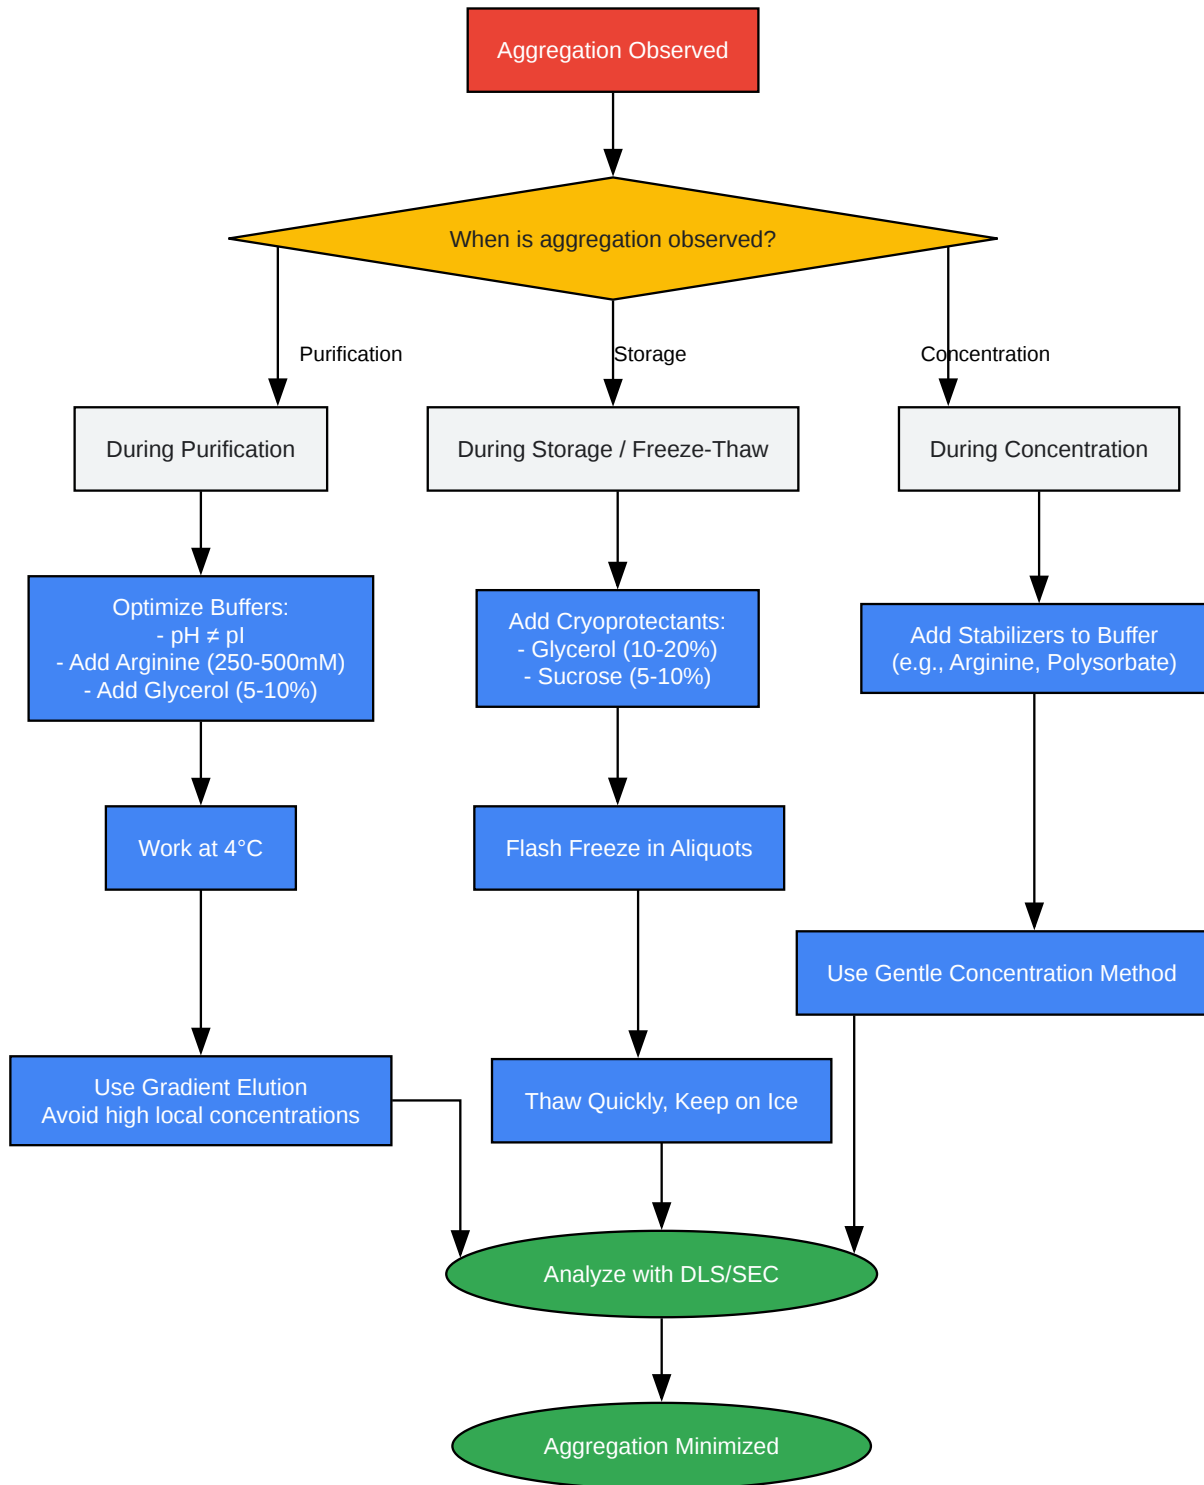 Aggregation Observed
When is aggregation observed?
Purification
Storage
Concentration
During Purification
During Storage / Freeze-Thaw
During Concentration
Optimize Buffers:
- pH ≠ pI
- Add Arginine (250-500mM)
- Add Glycerol (5-10%)
Add Cryoprotectants:
- Glycerol (10-20%)
- Sucrose (5-10%)
Add Stabilizers to Buffer
(e.g., Arginine, Polysorbate)
Work at 4°C
Flash Freeze in Aliquots
Use Gentle Concentration Method
Use Gradient Elution
Avoid high local concentrations
Thaw Quickly, Keep on Ice
Analyze with DLS/SEC
Aggregation Minimized